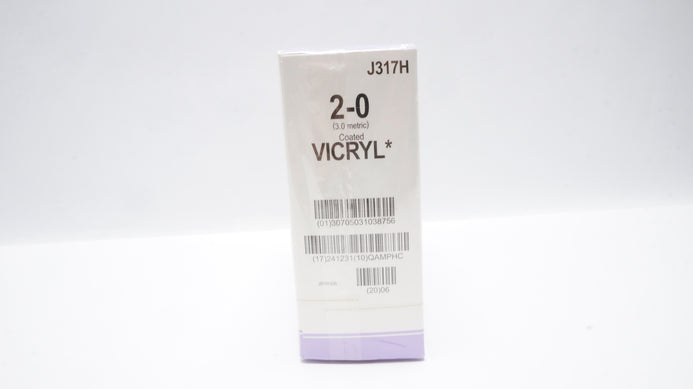 J317H
2-0
(3.0 metric)
Coated
VICRYL*
(01)30705031038756
(17)241231(10)QAMPHC
(20)06